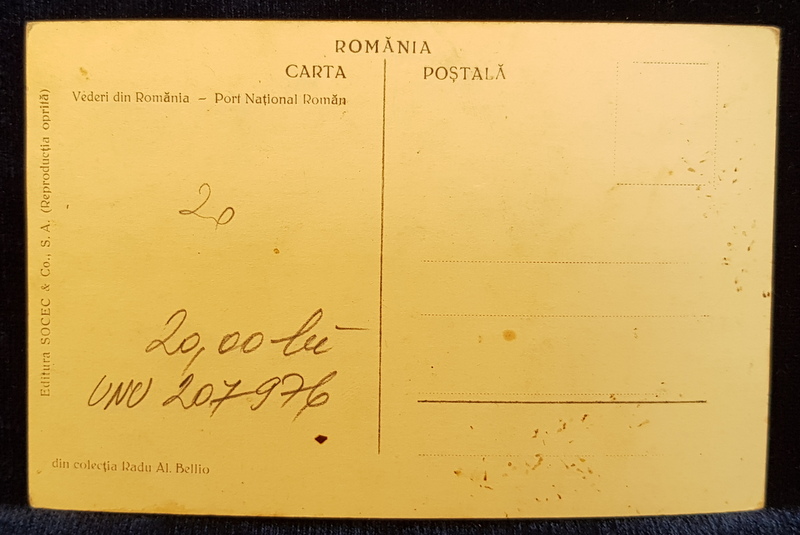 ROMÂNIA
CARTA POȘTALĂ
Vederi din România – Port Național Român
Editura SOCEC & Co., S. A. (Reproducția oprită)
20
20,00 lei
UNU 207976
din colecția Radu Al. Bellio